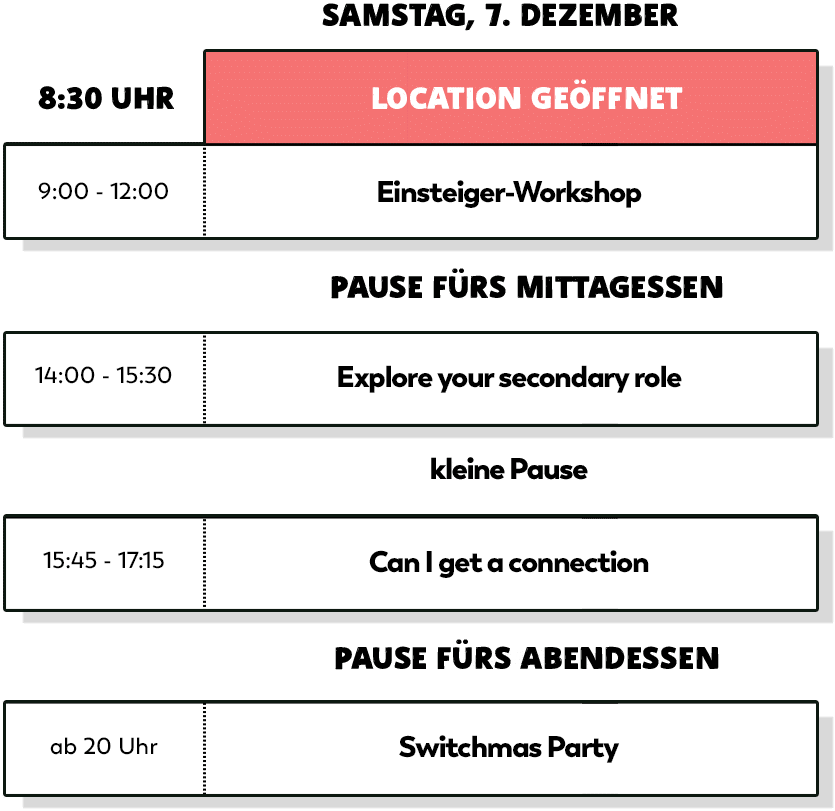 SAMSTAG, 7. DEZEMBER
8:30 UHR LOCATION GEÖFFNET
9:00 - 12:00 Einsteiger-Workshop
PAUSE FÜRS MITTAGESSEN
14:00 - 15:30 Explore your secondary role
kleine Pause
15:45 - 17:15 Can I get a connection
PAUSE FÜRS ABENDESSEN
ab 20 Uhr Switchmas Party